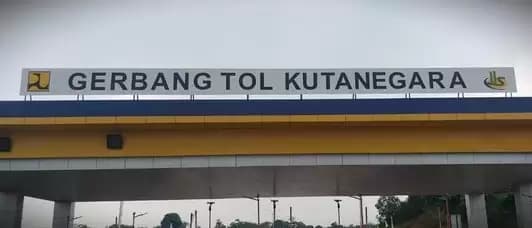 GERBANG TOL KUTANEGARA